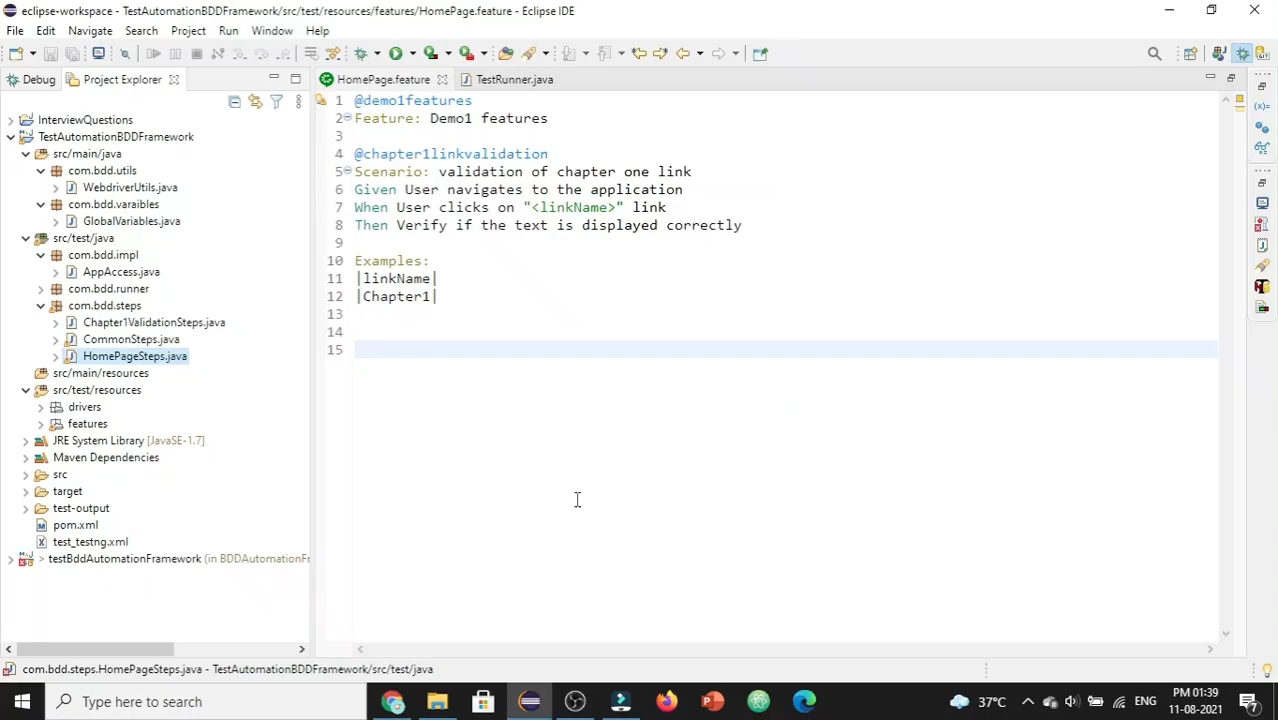 eclipse-workspace - TestAutomationBDDFramework/src/test/resources/features/HomePage.feature - Eclipse IDE
File Edit Navigate Search Project Run Window Help
Debug Project Explorer
HomePage.feature TestRunner.java
InterviewQuestions
TestAutomationBDDFramework
src/main/java
com.bdd.utils
WebdriverUtils.java
com.bdd.varaibles
GlobalVariables.java
src/test/java
com.bdd.impl
AppAccess.java
com.bdd.runner
com.bdd.steps
Chapter1ValidationSteps.java
CommonSteps.java
HomePageSteps.java
src/main/resources
src/test/resources
drivers
features
JRE System Library [JavaSE-1.7]
Maven Dependencies
src
target
test-output
pom.xml
test_testng.xml
> testBddAutomationFramework (in BDDAutomationFr
1 @demo1features
2 Feature: Demo1 features
3
4 @chapter1linkvalidation
5 Scenario: validation of chapter one link
6 Given User navigates to the application
7 When User clicks on "<linkName>" link
8 Then Verify if the text is displayed correctly
9
10 Examples:
11 |linkName|
12 |Chapter1|
13
14
15
com.bdd.steps.HomePageSteps.java - TestAutomationBDDFramework/src/test/java
Type here to search
37°C
ENG
PM 01:39
11-08-2021
7